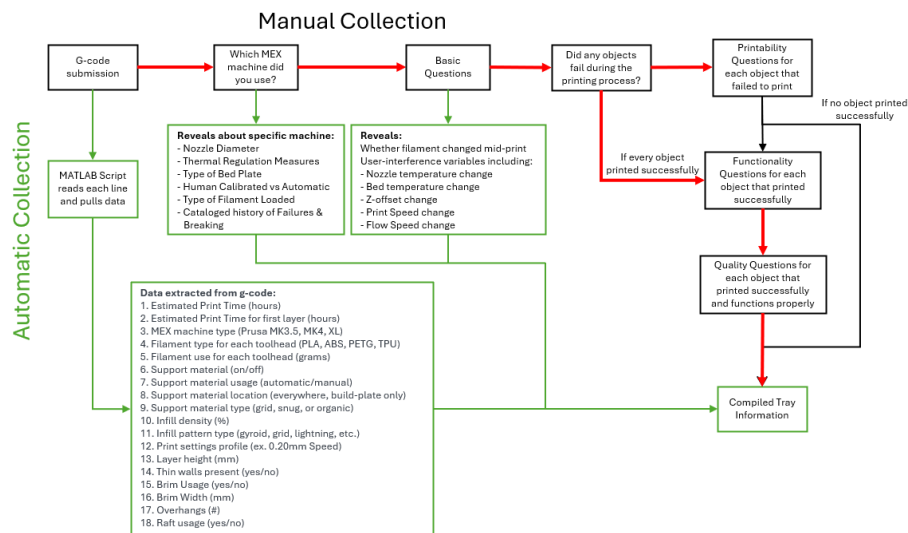 Manual Collection
G-code
submission
Which MEX
machine did
you use?
Basic
Questions
Did any objects
fail during the
printing process?
Printability
Questions for
each object that
failed to print
If no object printed
successfully
Automatic Collection
MATLAB Script
reads each line
and pulls data
Reveals about specific machine:
- Nozzle Diameter
- Thermal Regulation Measures
- Type of Bed Plate
- Human Calibrated vs Automatic
- Type of Filament Loaded
- Cataloged history of Failures &
Breaking
Reveals:
Whether filament changed mid-print
User-interference variables including:
- Nozzle temperature change
- Bed temperature change
- Z-offset change
- Print Speed change
- Flow Speed change
If every object
printed successfully
Functionality
Questions for each
object that printed
successfully
Quality Questions for
each object that
printed successfully
and functions properly
Data extracted from g-code:
1. Estimated Print Time (hours)
2. Estimated Print Time for first layer (hours)
3. MEX machine type (Prusa MK3.5, MK4, XL)
4. Filament type for each toolhead (PLA, ABS, PETG, TPU)
5. Filament use for each toolhead (grams)
6. Support material (on/off)
7. Support material usage (automatic/manual)
8. Support material location (everywhere, build-plate only)
9. Support material type (grid, snug, or organic)
10. Infill density (%)
11. Infill pattern type (gyroid, grid, lightning, etc.)
12. Print settings profile (ex. 0.20mm Speed)
13. Layer height (mm)
14. Thin walls present (yes/no)
15. Brim Usage (yes/no)
16. Brim Width (mm)
17. Overhangs (#)
18. Raft usage (yes/no)
Compiled Tray
Information